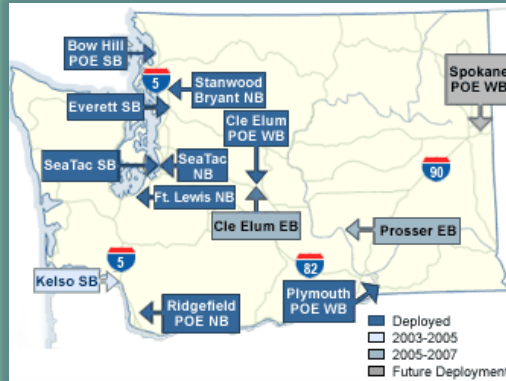 Bow Hill
POE SB
5
Stanwood
Bryant NB
Spokane
POE WB
Everett SB
Cle Elum
POE WB
SeaTac SB
SeaTac
NB
90
Ft. Lewis NB
Cle Elum EB
Prosser EB
5
82
Kelso SB
Ridgefield
POE NB
Plymouth
POE WB
Deployed
2003-2005
2005-2007
Future Deployment